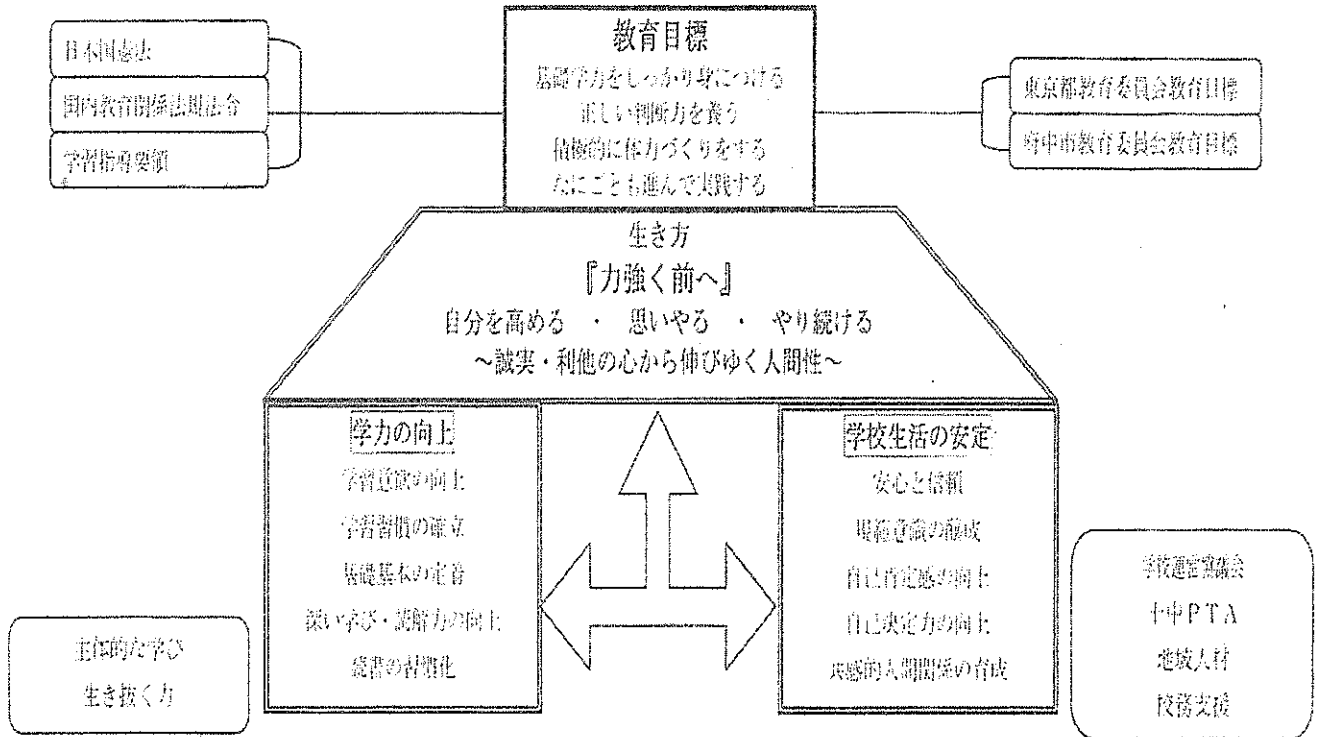 日本国憲法
国内教育関係法規法令
学習指導要領
教育目標
基礎学力をしっかり身につける
正しい判断力を養う
積極的に体力づくりをする
なにごとも進んで実践する
東京都教育委員会教育目標
府中市教育委員会教育目標
生き方
『力強く前へ』
自分を高める ・ 思いやる ・ やり続ける
～誠実・利他の心から伸びゆく人間性～
学力の向上
学習意欲の向上
学習習慣の確立
基礎基本の定着
深い学び・読解力の向上
読書の習慣化
学校生活の安定
安心と信頼
規範意識の醸成
自己肯定感の向上
自己決定力の向上
共感的人間関係の育成
主体的な学び
生き抜く力
学校運営協議会
十中ＰＴＡ
地域人材
校務支援